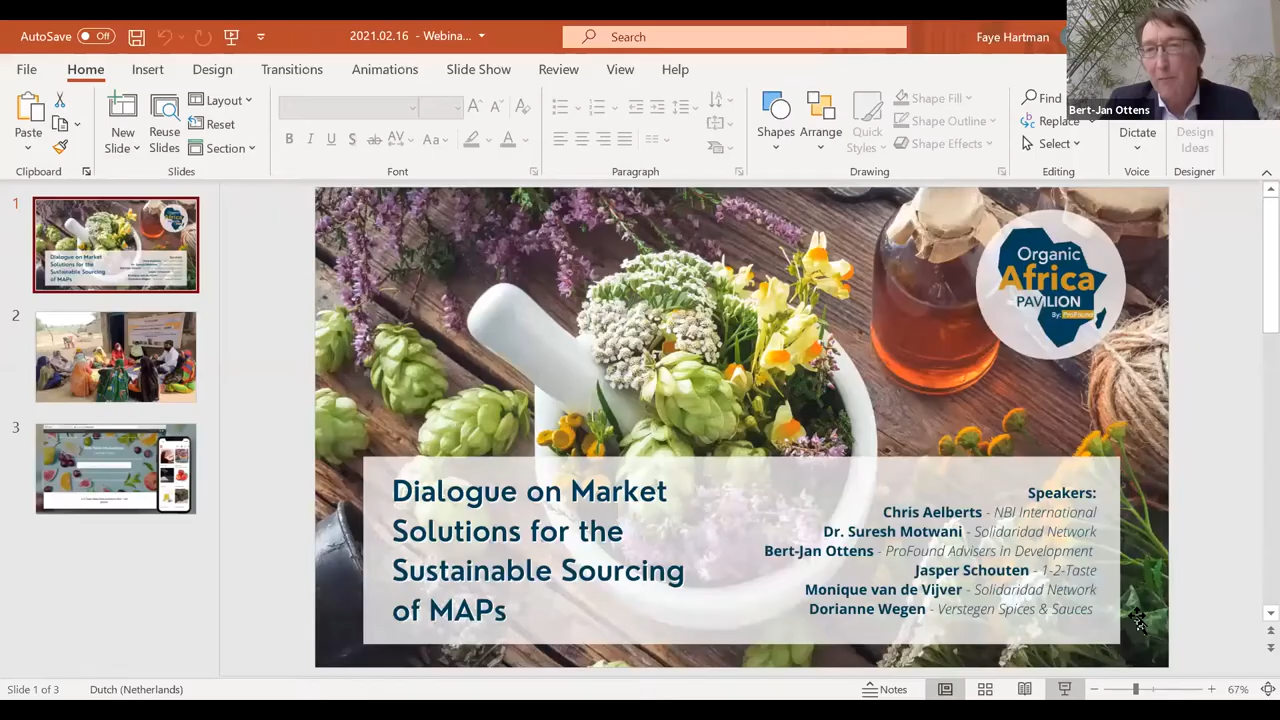 AutoSave
Off
2021.02.16 - Webina...
Search
Faye Hartman
Bert-Jan Ottens
File
Home
Insert
Design
Transitions
Animations
Slide Show
Review
View
Help
Paste
New
Slide
Reuse
Slides
Layout
Reset
Section
B I U S ab AV Aa A
Shapes
Arrange
Quick
Styles
Shape Fill
Shape Outline
Shape Effects
Find
Replace
Select
Dictate
Design
Ideas
Clipboard
Slides
Font
Paragraph
Drawing
Editing
Voice
Designer
1
2
3
Organic
Africa
PAVILION
By: ProFound
Dialogue on Market
Solutions for the
Sustainable Sourcing
of MAPs
Speakers:
Chris Aelberts - NBI International
Dr. Suresh Motwani - Solidaridad Network
Bert-Jan Ottens - ProFound Advisers In Development
Jasper Schouten - 1-2-Taste
Monique van de Vijver - Solidaridad Network
Dorianne Wegen - Verstegen Spices & Sauces
Slide 1 of 3
Dutch (Netherlands)
Notes
67%